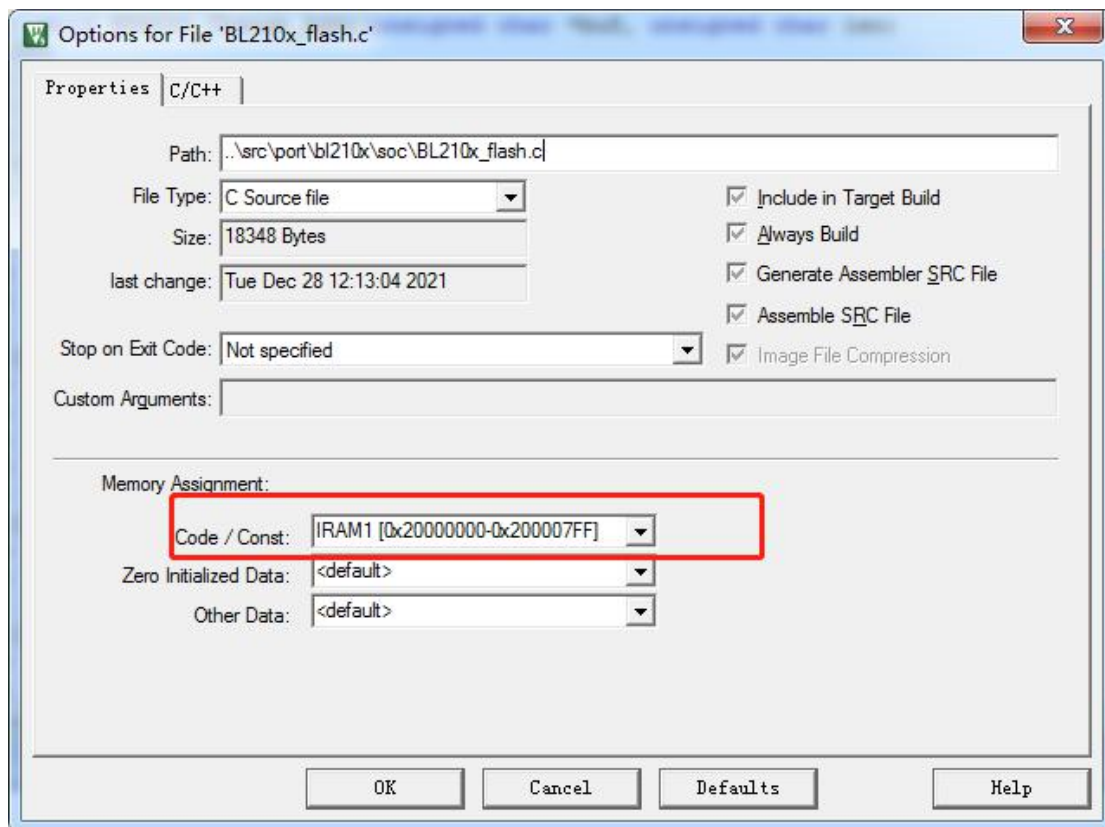 Options for File 'BL210x_flash.c'
Properties C/C++
Path: ..\src\port\bl210x\soc\BL210x_flash.c
File Type: C Source file
Size: 18348 Bytes
last change: Tue Dec 28 12:13:04 2021
Stop on Exit Code: Not specified
Custom Arguments:
Include in Target Build
Always Build
Generate Assembler SRC File
Assemble SRC File
Image File Compression
Memory Assignment:
Code / Const: IRAM1 [0x20000000-0x200007FF]
Zero Initialized Data: <default>
Other Data: <default>
OK Cancel Defaults Help